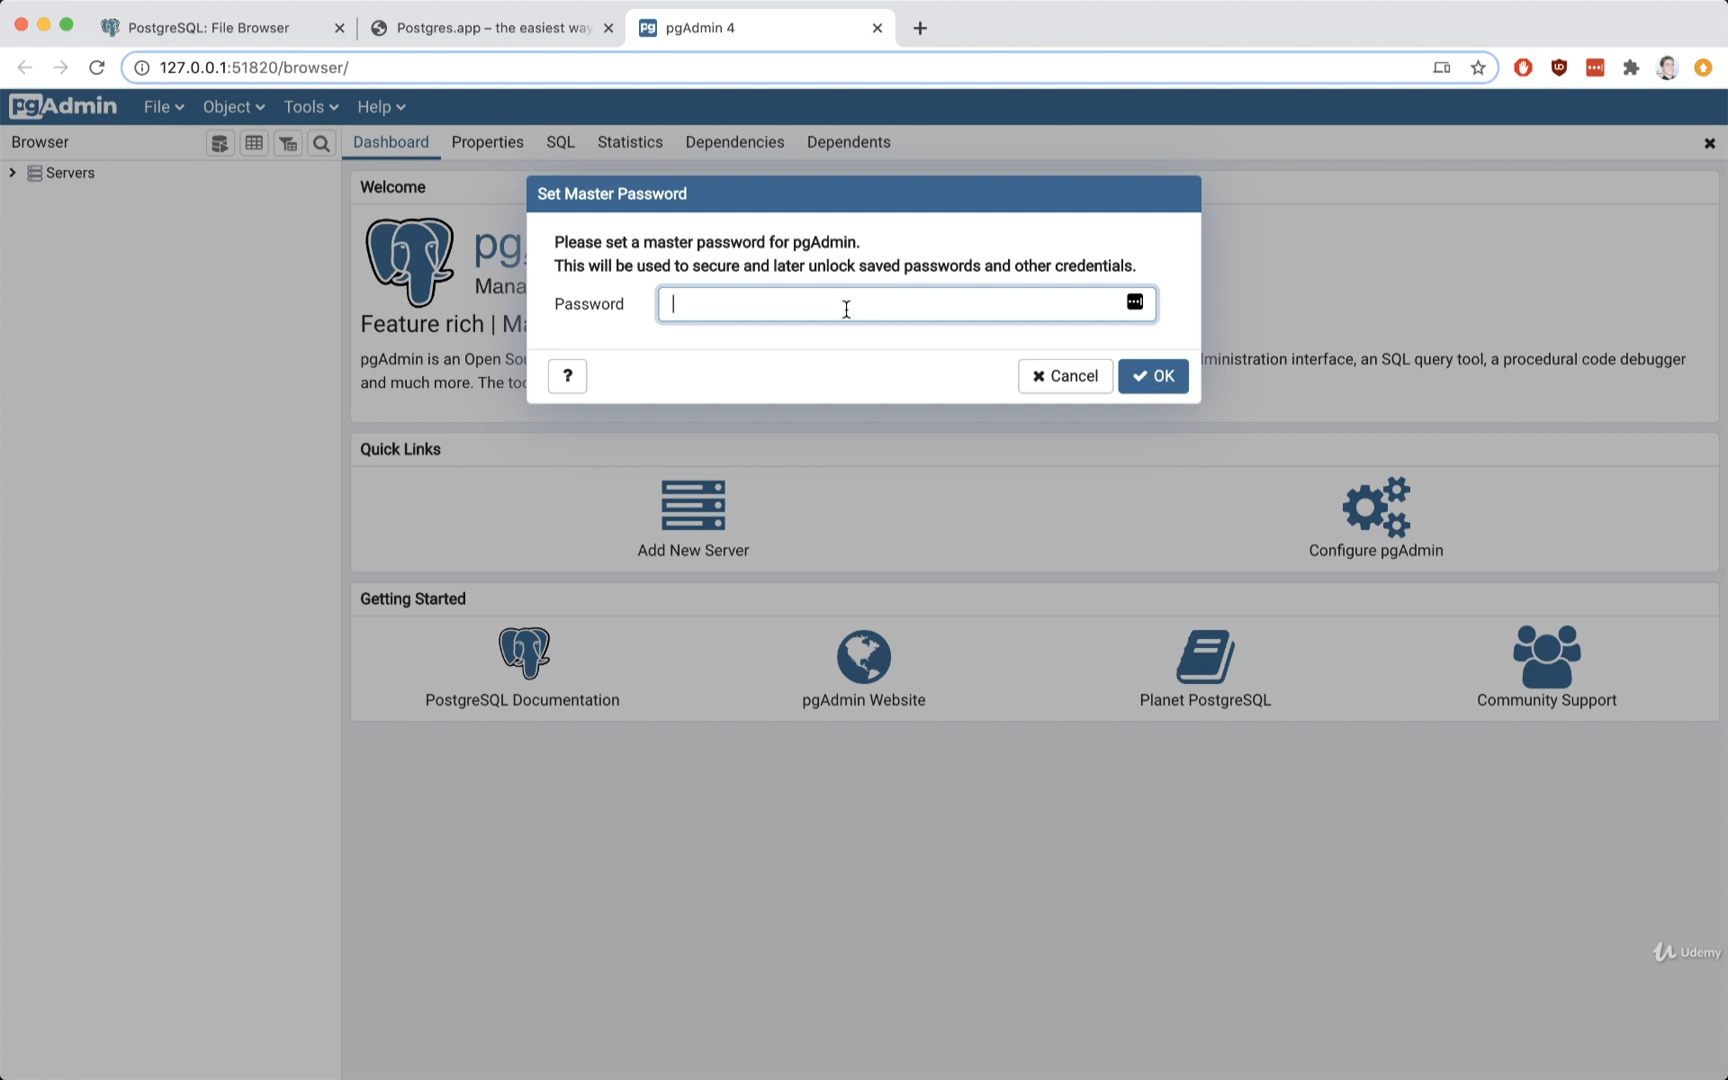 PostgreSQL: File Browser
Postgres.app – the easiest way
pgAdmin 4
127.0.0.1:51820/browser/
pgAdmin File Object Tools Help
Browser
Dashboard Properties SQL Statistics Dependencies Dependents
Servers
Welcome
Set Master Password
Please set a master password for pgAdmin.
This will be used to secure and later unlock saved passwords and other credentials.
Password
? Cancel OK
pg
Mana
Feature rich | Ma
pgAdmin is an Open Sou
ministration interface, an SQL query tool, a procedural code debugger
and much more. The too
Quick Links
Add New Server
Configure pgAdmin
Getting Started
PostgreSQL Documentation
pgAdmin Website
Planet PostgreSQL
Community Support
Udemy